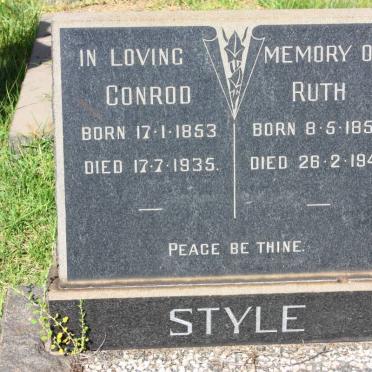 IN LOVING MEMORY O
CONROD RUTH
BORN 17·1·1853 BORN 8·5·185
DIED 17·7·1935. DIED 26·2·194
PEACE BE THINE.
STYLE